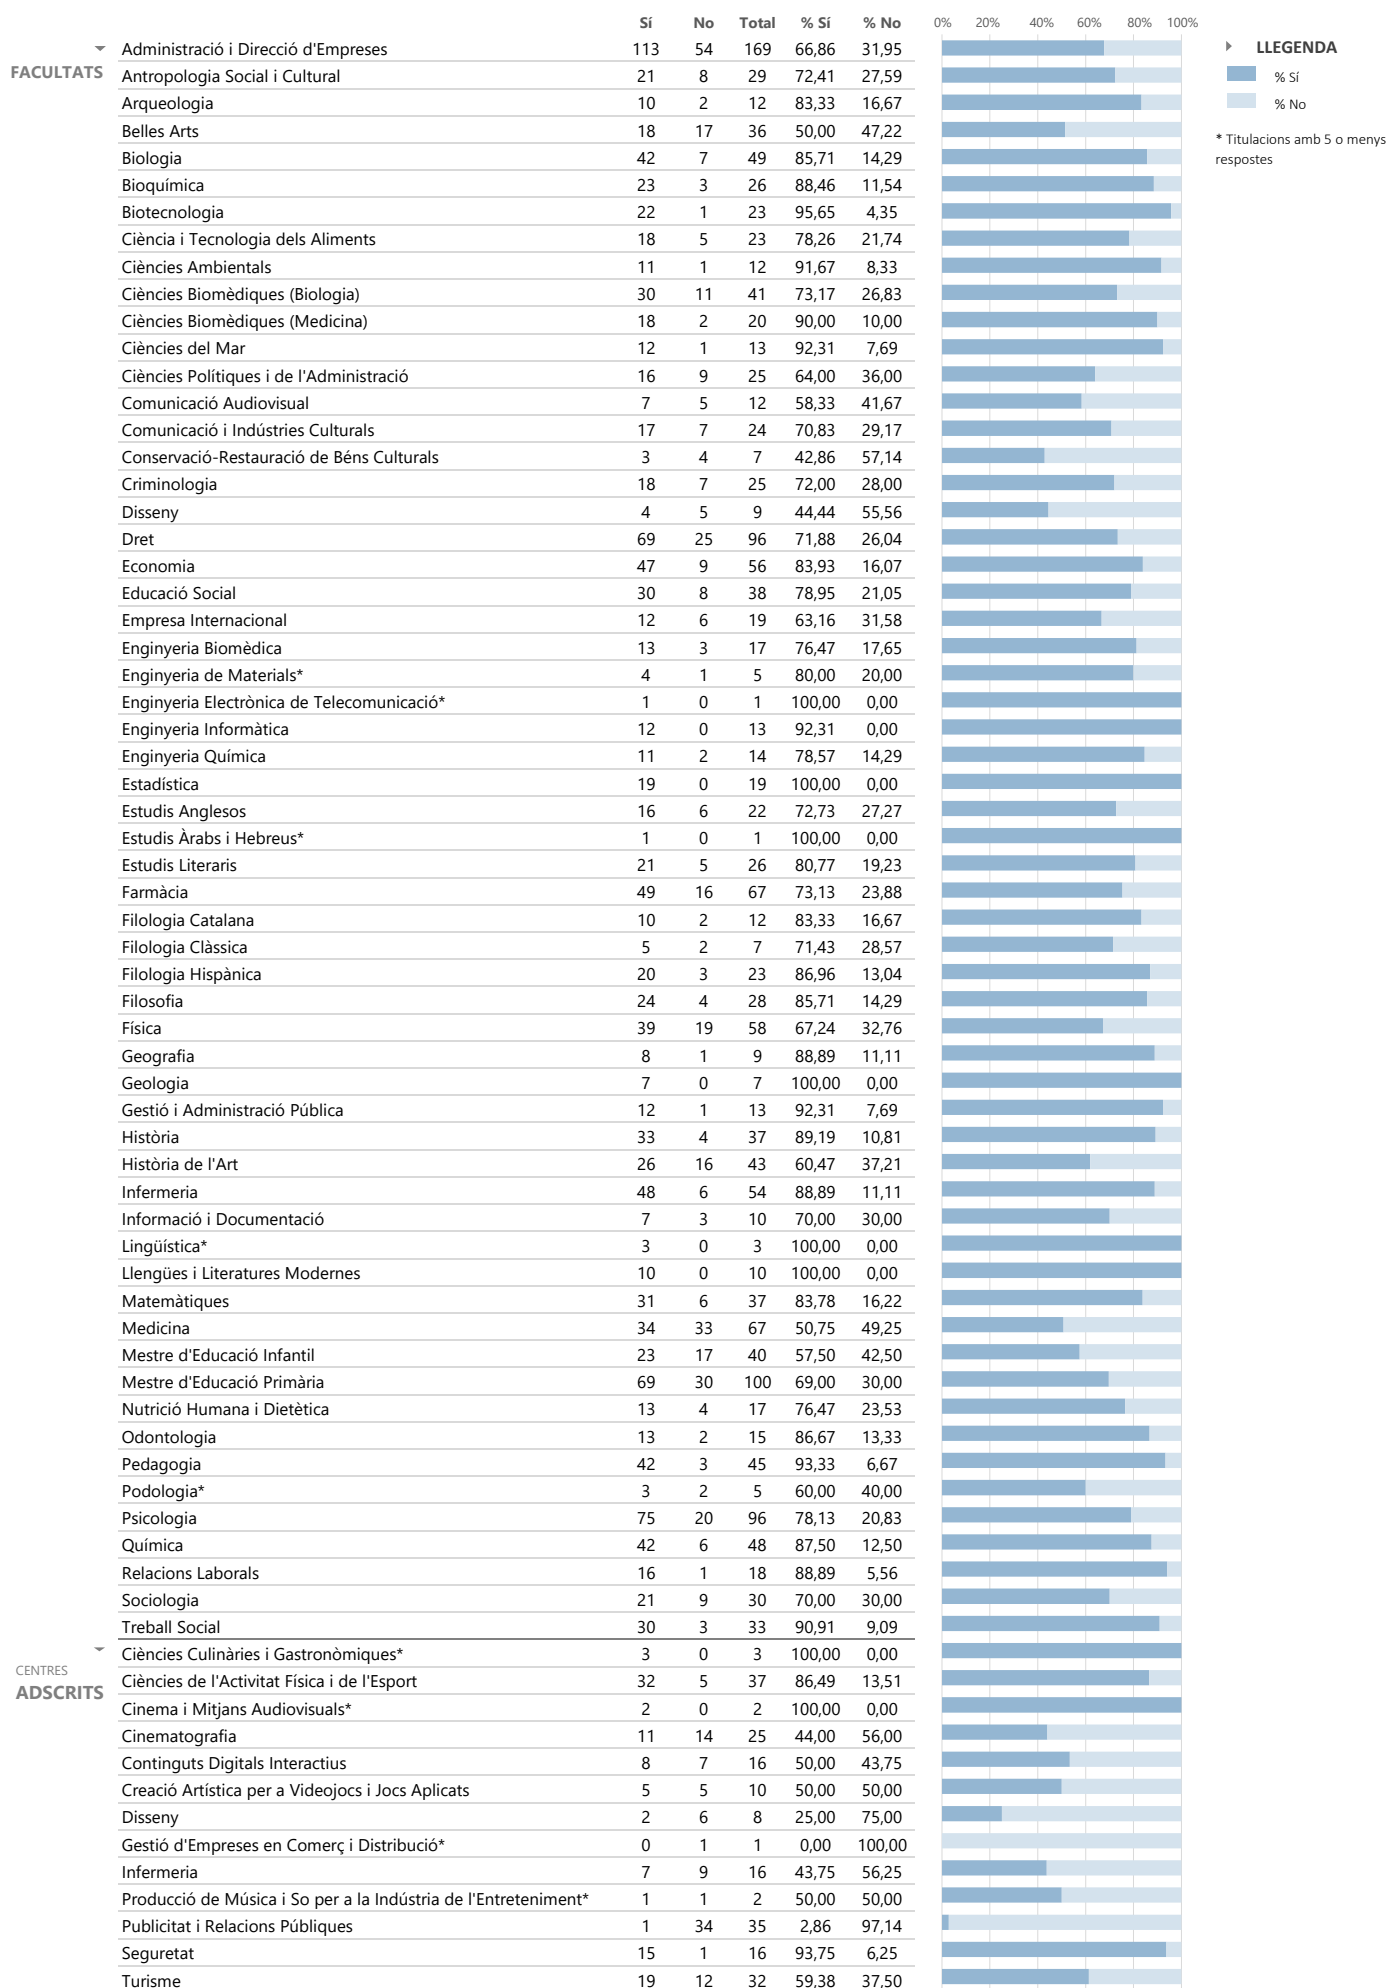 Sí No Total % Sí % No 0% 20% 40% 60% 80% 100%
FACULTATS
Administració i Direcció d'Empreses 113 54 169 66,86 31,95
Antropologia Social i Cultural 21 8 29 72,41 27,59
Arqueologia 10 2 12 83,33 16,67
Belles Arts 18 17 36 50,00 47,22
Biologia 42 7 49 85,71 14,29
Bioquímica 23 3 26 88,46 11,54
Biotecnologia 22 1 23 95,65 4,35
Ciència i Tecnologia dels Aliments 18 5 23 78,26 21,74
Ciències Ambientals 11 1 12 91,67 8,33
Ciències Biomèdiques (Biologia) 30 11 41 73,17 26,83
Ciències Biomèdiques (Medicina) 18 2 20 90,00 10,00
Ciències del Mar 12 1 13 92,31 7,69
Ciències Polítiques i de l'Administració 16 9 25 64,00 36,00
Comunicació Audiovisual 7 5 12 58,33 41,67
Comunicació i Indústries Culturals 17 7 24 70,83 29,17
Conservació-Restauració de Béns Culturals 3 4 7 42,86 57,14
Criminologia 18 7 25 72,00 28,00
Disseny 4 5 9 44,44 55,56
Dret 69 25 96 71,88 26,04
Economia 47 9 56 83,93 16,07
Educació Social 30 8 38 78,95 21,05
Empresa Internacional 12 6 19 63,16 31,58
Enginyeria Biomèdica 13 3 17 76,47 17,65
Enginyeria de Materials* 4 1 5 80,00 20,00
Enginyeria Electrònica de Telecomunicació* 1 0 1 100,00 0,00
Enginyeria Informàtica 12 0 13 92,31 0,00
Enginyeria Química 11 2 14 78,57 14,29
Estadística 19 0 19 100,00 0,00
Estudis Anglesos 16 6 22 72,73 27,27
Estudis Àrabs i Hebreus* 1 0 1 100,00 0,00
Estudis Literaris 21 5 26 80,77 19,23
Farmàcia 49 16 67 73,13 23,88
Filologia Catalana 10 2 12 83,33 16,67
Filologia Clàssica 5 2 7 71,43 28,57
Filologia Hispànica 20 3 23 86,96 13,04
Filosofia 24 4 28 85,71 14,29
Física 39 19 58 67,24 32,76
Geografia 8 1 9 88,89 11,11
Geologia 7 0 7 100,00 0,00
Gestió i Administració Pública 12 1 13 92,31 7,69
Història 33 4 37 89,19 10,81
Història de l'Art 26 16 43 60,47 37,21
Infermeria 48 6 54 88,89 11,11
Informació i Documentació 7 3 10 70,00 30,00
Lingüística* 3 0 3 100,00 0,00
Llengües i Literatures Modernes 10 0 10 100,00 0,00
Matemàtiques 31 6 37 83,78 16,22
Medicina 34 33 67 50,75 49,25
Mestre d'Educació Infantil 23 17 40 57,50 42,50
Mestre d'Educació Primària 69 30 100 69,00 30,00
Nutrició Humana i Dietètica 13 4 17 76,47 23,53
Odontologia 13 2 15 86,67 13,33
Pedagogia 42 3 45 93,33 6,67
Podologia* 3 2 5 60,00 40,00
Psicologia 75 20 96 78,13 20,83
Química 42 6 48 87,50 12,50
Relacions Laborals 16 1 18 88,89 5,56
Sociologia 21 9 30 70,00 30,00
Treball Social 30 3 33 90,91 9,09
CENTRES
ADSCRITS
Ciències Culinàries i Gastronòmiques* 3 0 3 100,00 0,00
Ciències de l'Activitat Física i de l'Esport 32 5 37 86,49 13,51
Cinema i Mitjans Audiovisuals* 2 0 2 100,00 0,00
Cinematografia 11 14 25 44,00 56,00
Continguts Digitals Interactius 8 7 16 50,00 43,75
Creació Artística per a Videojocs i Jocs Aplicats 5 5 10 50,00 50,00
Disseny 2 6 8 25,00 75,00
Gestió d'Empreses en Comerç i Distribució* 0 1 1 0,00 100,00
Infermeria 7 9 16 43,75 56,25
Producció de Música i So per a la Indústria de l'Entreteniment* 1 1 2 50,00 50,00
Publicitat i Relacions Públiques 1 34 35 2,86 97,14
Seguretat 15 1 16 93,75 6,25
Turisme 19 12 32 59,38 37,50
LLEGENDA
% Sí
% No
* Titulacions amb 5 o menys
respostes